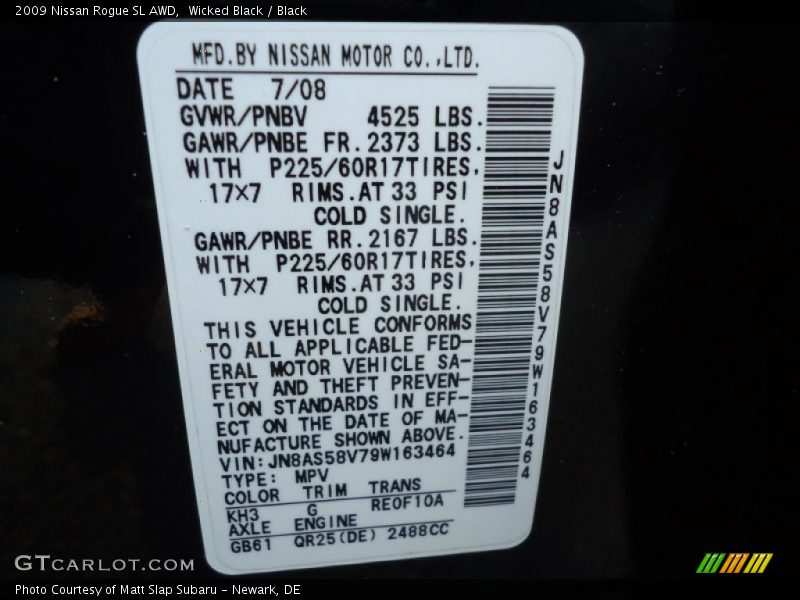 2009 Nissan Rogue SL AWD,  Wicked Black / Black
MFD.BY NISSAN MOTOR CO.,LTD.
DATE 7/08
GVWR/PNBV 4525 LBS.
GAWR/PNBE FR.2373 LBS.
WITH P225/60R17TIRES,
17×7 RIMS.AT 33 PSI
COLD SINGLE.
GAWR/PNBE RR.2167 LBS.
WITH P225/60R17TIRES,
17×7 RIMS.AT 33 PSI
COLD SINGLE.
THIS VEHICLE CONFORMS
TO ALL APPLICABLE FED-
ERAL MOTOR VEHICLE SA-
FETY AND THEFT PREVEN-
TION STANDARDS IN EFF-
ECT ON THE DATE OF MA-
NUFACTURE SHOWN ABOVE.
VIN:JN8AS58V79W163464
TYPE: MPV
COLOR TRIM TRANS
KH3 G RE0F10A
AXLE ENGINE
GB61 QR25(DE) 2488CC
JN8AS58V79W163464
GTCARLOT.COM
Photo Courtesy of Matt Slap Subaru - Newark, DE